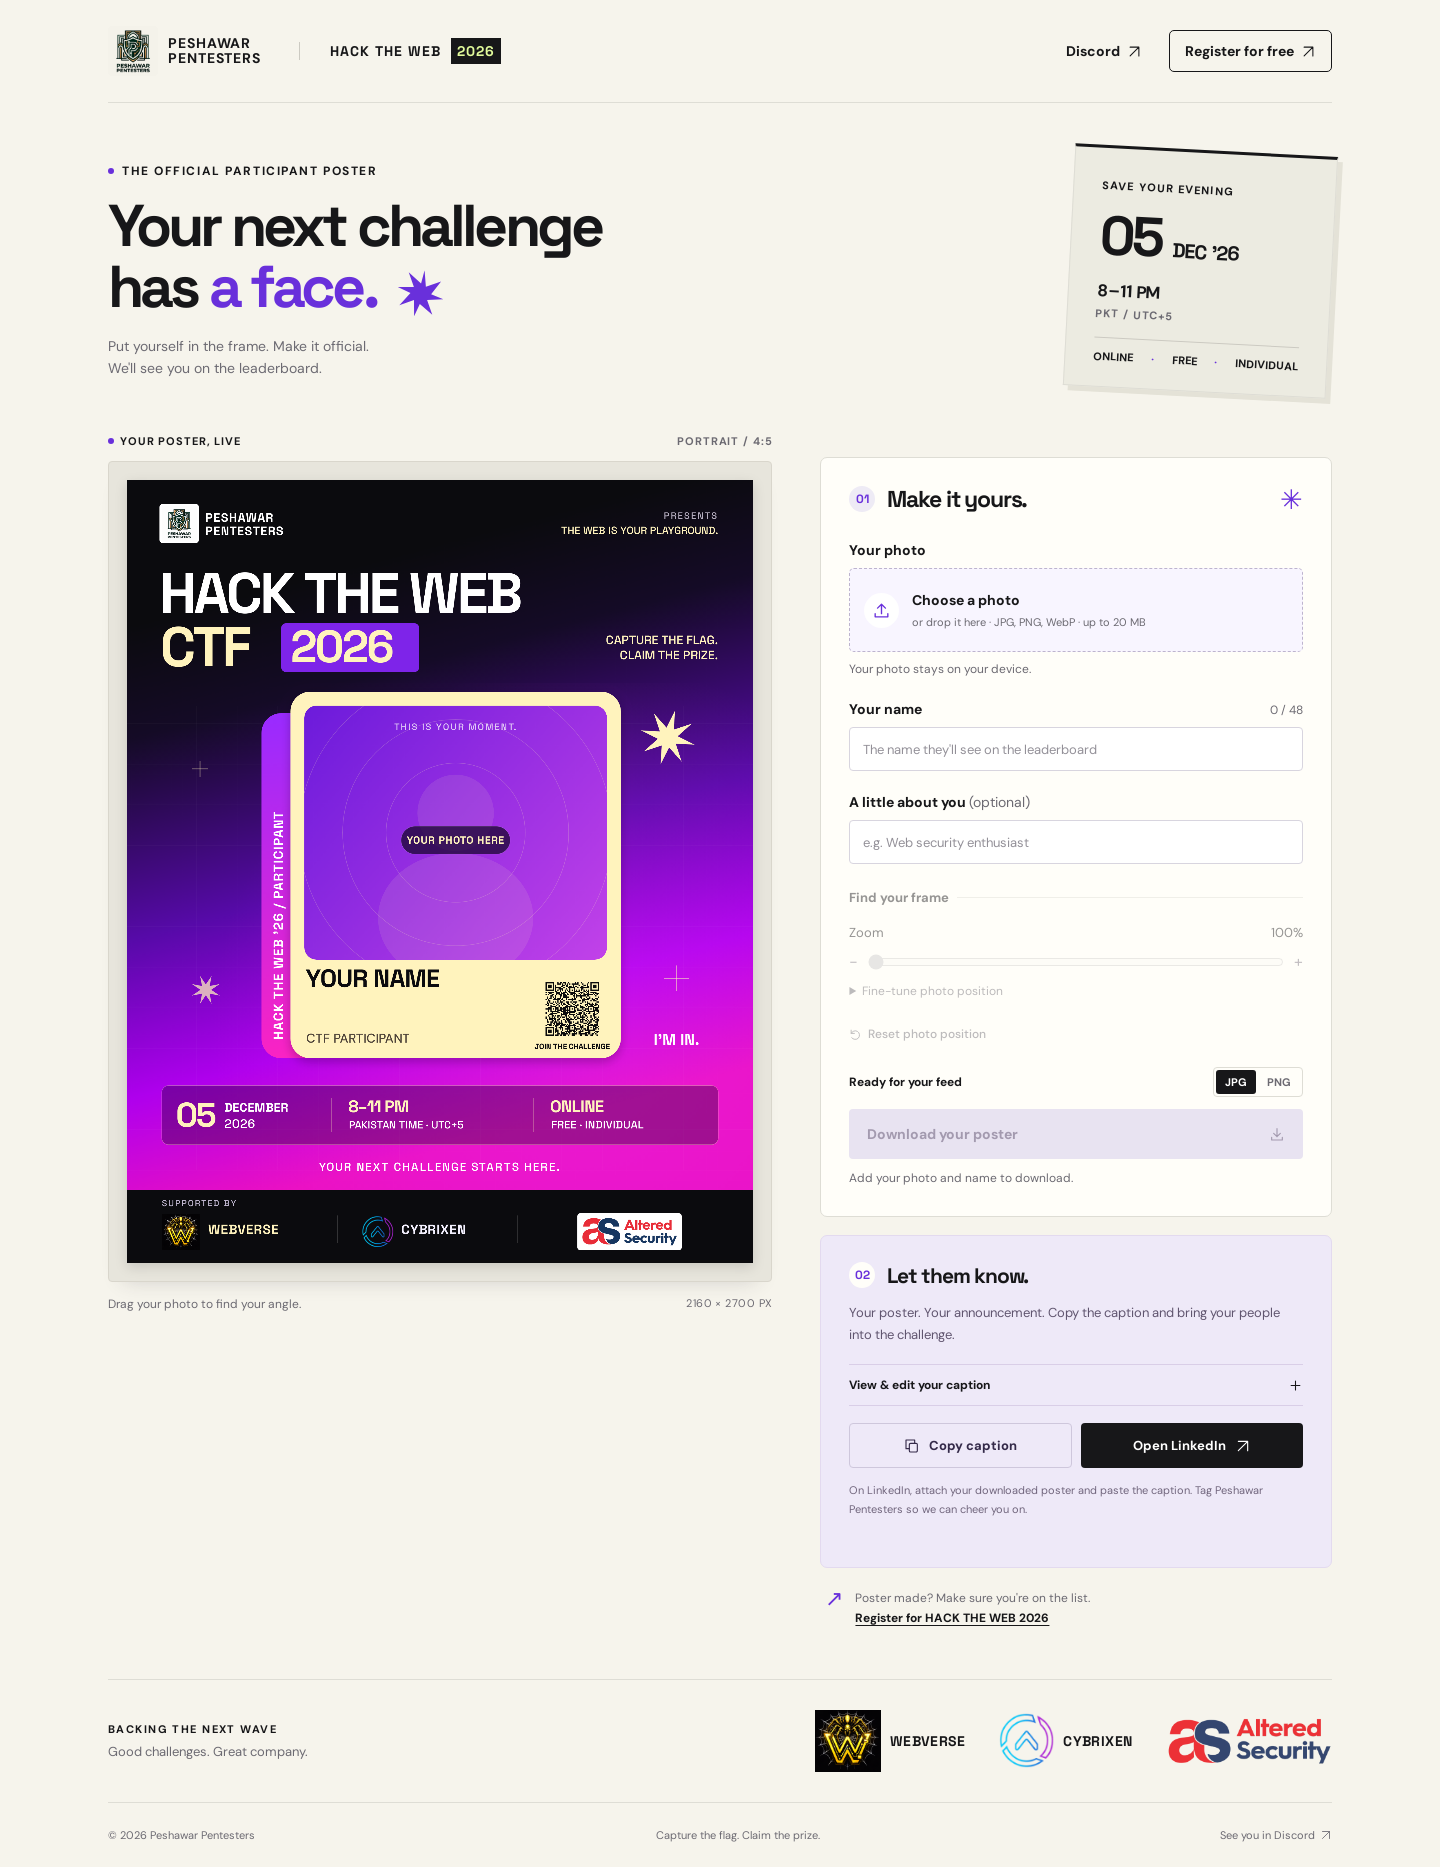 PESHAWAR
PENTESTERS
PESHAWAR
PENTESTERS
HACK THE WEB 2026
Discord
Register for free
THE OFFICIAL PARTICIPANT POSTER
Your next challenge
has a face.
Put yourself in the frame. Make it official.
We'll see you on the leaderboard.
SAVE YOUR EVENING
05 DEC ’26
8–11 PM
PKT / UTC+5
ONLINE · FREE · INDIVIDUAL
YOUR POSTER, LIVE
PORTRAIT / 4:5
PESHAWAR
PENTESTERS
PESHAWAR
PENTESTERS
PRESENTS
THE WEB IS YOUR PLAYGROUND.
HACK THE WEB
CTF 2026
CAPTURE THE FLAG.
CLAIM THE PRIZE.
HACK THE WEB ’26 / PARTICIPANT
THIS IS YOUR MOMENT.
YOUR PHOTO HERE
YOUR NAME
CTF PARTICIPANT
JOIN THE CHALLENGE
I’M IN.
05 DECEMBER
2026
8–11 PM
PAKISTAN TIME · UTC+5
ONLINE
FREE · INDIVIDUAL
YOUR NEXT CHALLENGE STARTS HERE.
SUPPORTED BY
W
WEBVERSE
CYBRIXEN
as Altered
Security
Drag your photo to find your angle.
2160 × 2700 PX
01 Make it yours.
Your photo
Choose a photo
or drop it here · JPG, PNG, WebP · up to 20 MB
Your photo stays on your device.
Your name
0 / 48
The name they'll see on the leaderboard
A little about you (optional)
e.g. Web security enthusiast
Find your frame
Zoom
100%
− +
Fine-tune photo position
Reset photo position
Ready for your feed
JPG PNG
Download your poster
Add your photo and name to download.
02 Let them know.
Your poster. Your announcement. Copy the caption and bring your people
into the challenge.
View & edit your caption +
Copy caption
Open LinkedIn
On LinkedIn, attach your downloaded poster and paste the caption. Tag Peshawar
Pentesters so we can cheer you on.
Poster made? Make sure you're on the list.
Register for HACK THE WEB 2026
BACKING THE NEXT WAVE
Good challenges. Great company.
W
WEBVERSE
CYBRIXEN
as Altered
Security
© 2026 Peshawar Pentesters
Capture the flag. Claim the prize.
See you in Discord